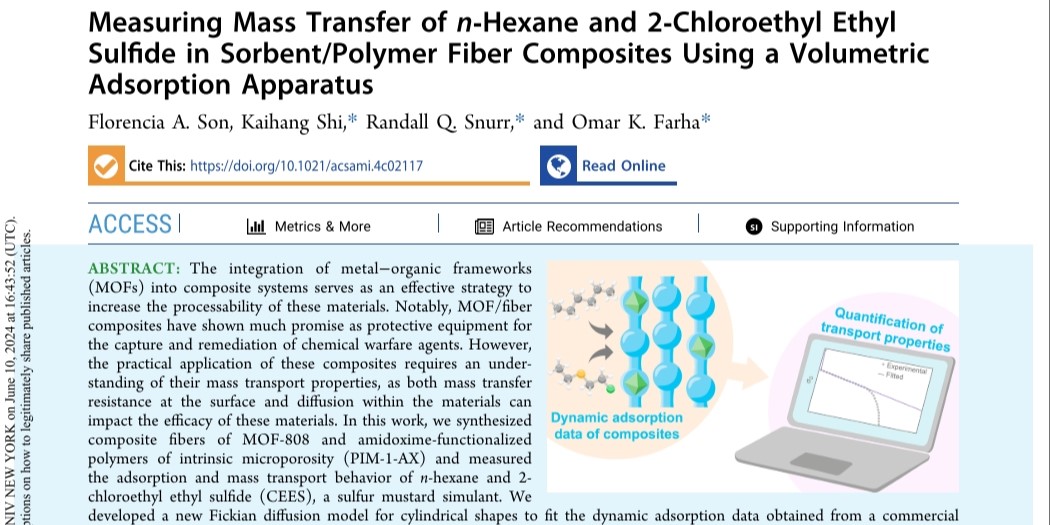 Measuring Mass Transfer of n-Hexane and 2-Chloroethyl Ethyl
Sulfide in Sorbent/Polymer Fiber Composites Using a Volumetric
Adsorption Apparatus
Florencia A. Son, Kaihang Shi,* Randall Q. Snurr,* and Omar K. Farha*
Cite This: https://doi.org/10.1021/acsami.4c02117
Read Online
ACCESS
Metrics & More
Article Recommendations
SI Supporting Information
ABSTRACT: The integration of metal−organic frameworks
(MOFs) into composite systems serves as an effective strategy to
increase the processability of these materials. Notably, MOF/fiber
composites have shown much promise as protective equipment for
the capture and remediation of chemical warfare agents. However,
the practical application of these composites requires an under-
standing of their mass transport properties, as both mass transfer
resistance at the surface and diffusion within the materials can
impact the efficacy of these materials. In this work, we synthesized
composite fibers of MOF-808 and amidoxime-functionalized
polymers of intrinsic microporosity (PIM-1-AX) and measured
the adsorption and mass transport behavior of n-hexane and 2-
chloroethyl ethyl sulfide (CEES), a sulfur mustard simulant. We
developed a new Fickian diffusion model for cylindrical shapes to fit the dynamic adsorption data obtained from a commercial
Dynamic adsorption
data of composites
Quantification of
transport properties
Experimental
Fitted
NIV NEW YORK on June 10, 2024 at 16:43:52 (UTC).
ptions on how to legitimately share published articles.